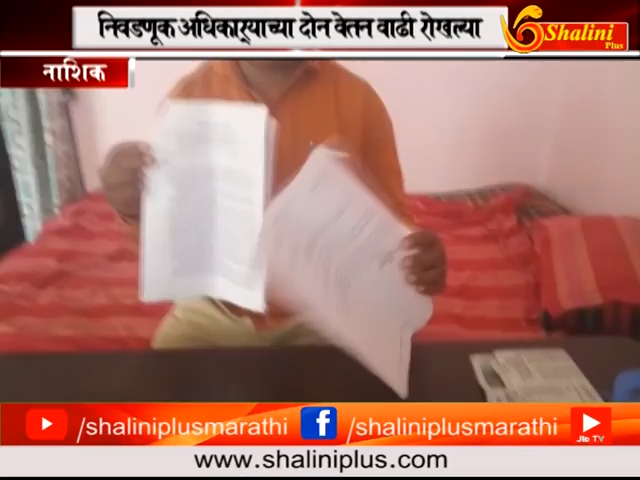 निवडणूक अधिकाऱ्याच्या दोन वेतन वाढी रोखल्या
Shalini
Plus
नाशिक
/shaliniplusmarathi
/shaliniplusmarathi
Jio TV
www.shaliniplus.com